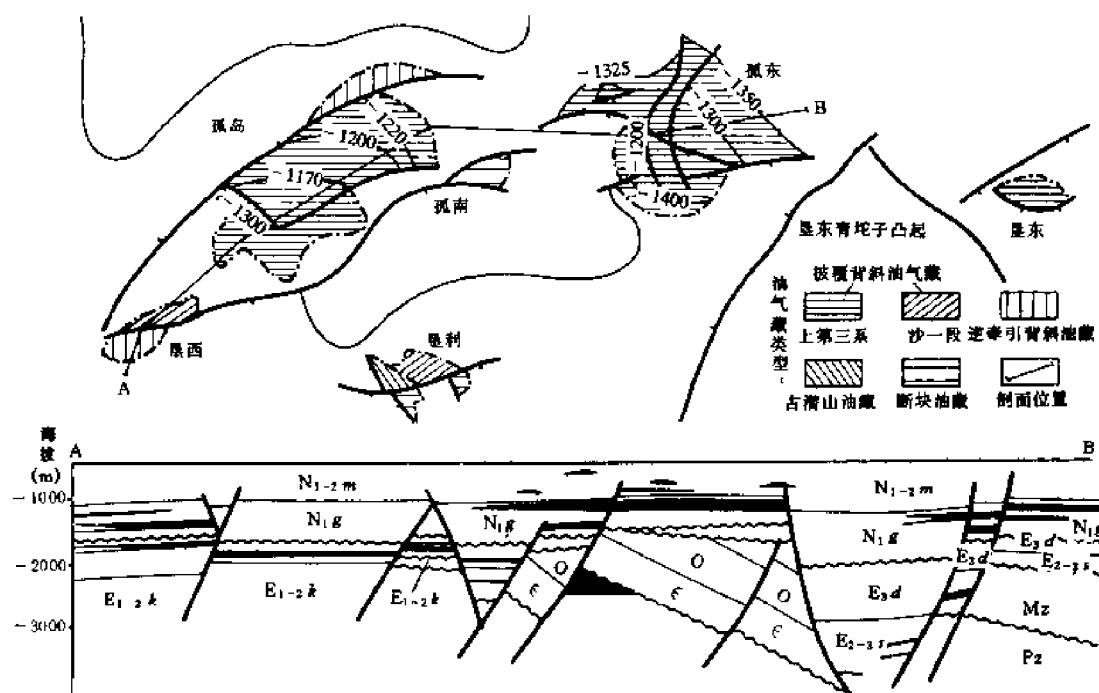 -1325
孤东
-1350
B
孤岛
-1220
-1200
-1300
-1200
-1170
-1300
孤南
-1400
垦东青坨子凸起
垦东
披覆背斜油气藏
油气藏类型:
上第三系
沙一段
逆牵引背斜油藏
古潜山油藏
断块油藏
剖面位置
垦西
A
垦利
海拔
(m)
A
B
-1000
-2000
-3000
N₁₋₂m
N₁₋₂m
N₁g
N₁g
N₁g
N₁g
E₁₋₂k
E₁₋₂k
E₁₋₂k
O
O
O
ϵ
ϵ
ϵ
E₃d
E₃d
E₃d
E₂₋₃s
E₂₋₃s
Mz
Pz